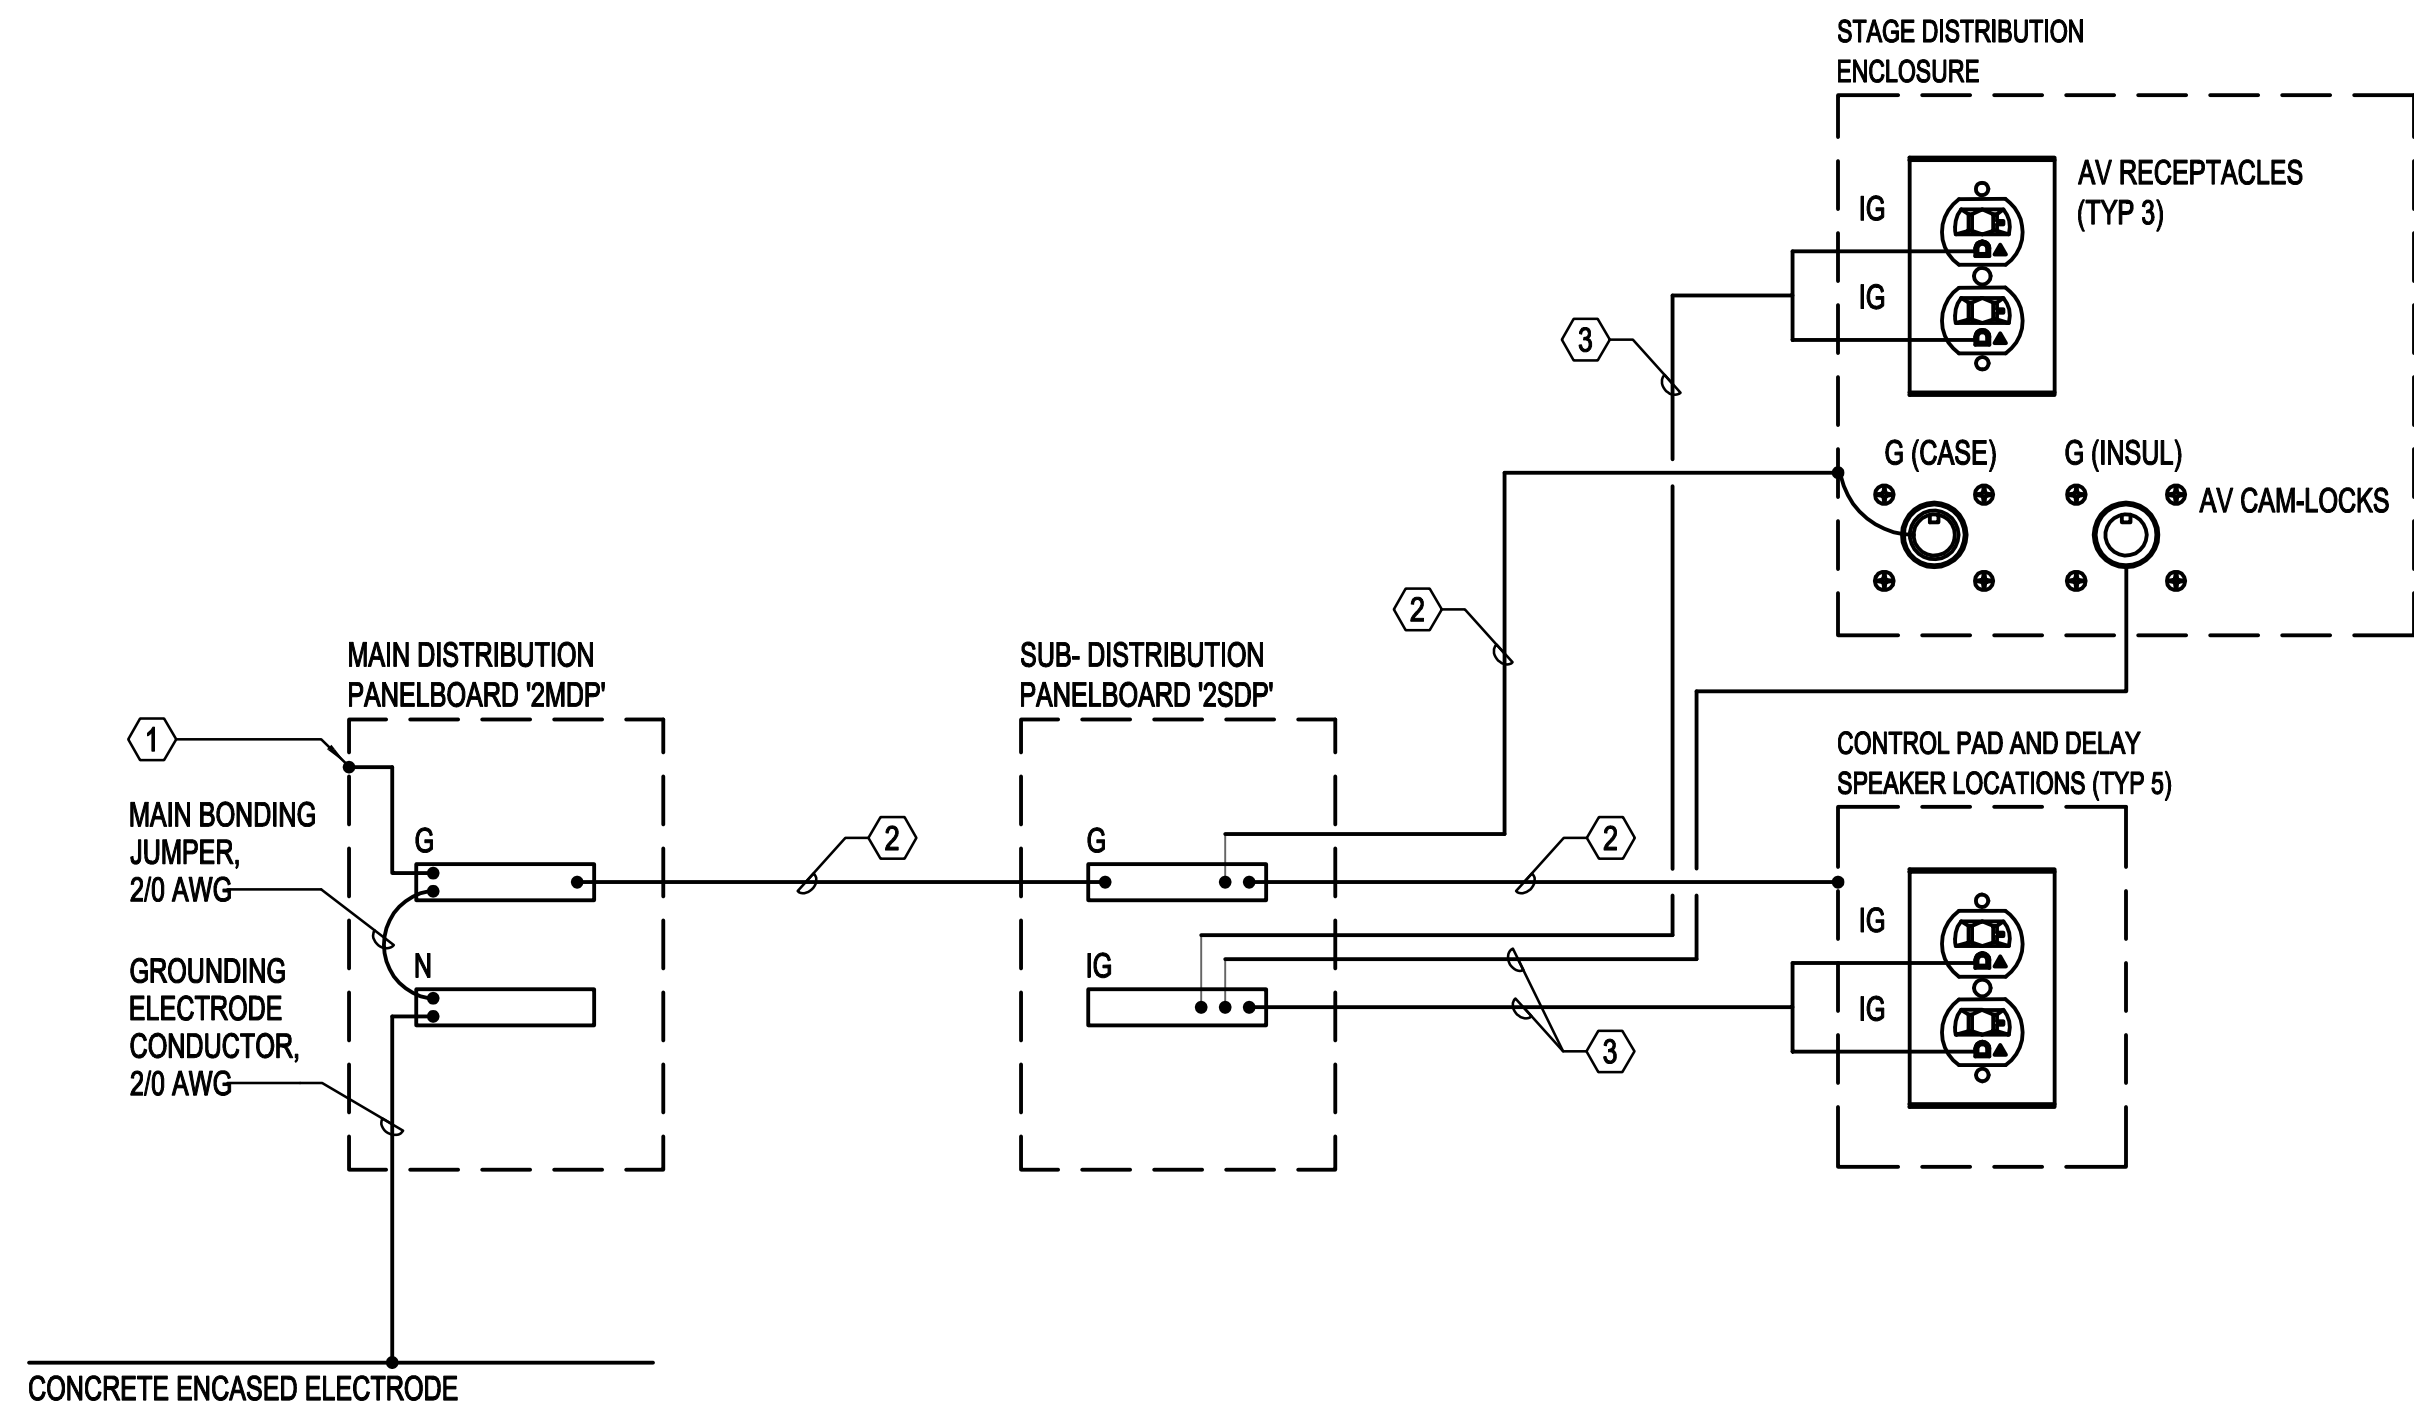 STAGE DISTRIBUTION
ENCLOSURE
AV RECEPTACLES
(TYP 3)
IG
IG
3
G (CASE)
G (INSUL)
AV CAM-LOCKS
2
MAIN DISTRIBUTION
PANELBOARD '2MDP'
SUB- DISTRIBUTION
PANELBOARD '2SDP'
1
CONTROL PAD AND DELAY
SPEAKER LOCATIONS (TYP 5)
MAIN BONDING
JUMPER,
2/0 AWG
G
2
G
2
IG
GROUNDING
ELECTRODE
CONDUCTOR,
2/0 AWG
N
IG
IG
3
CONCRETE ENCASED ELECTRODE